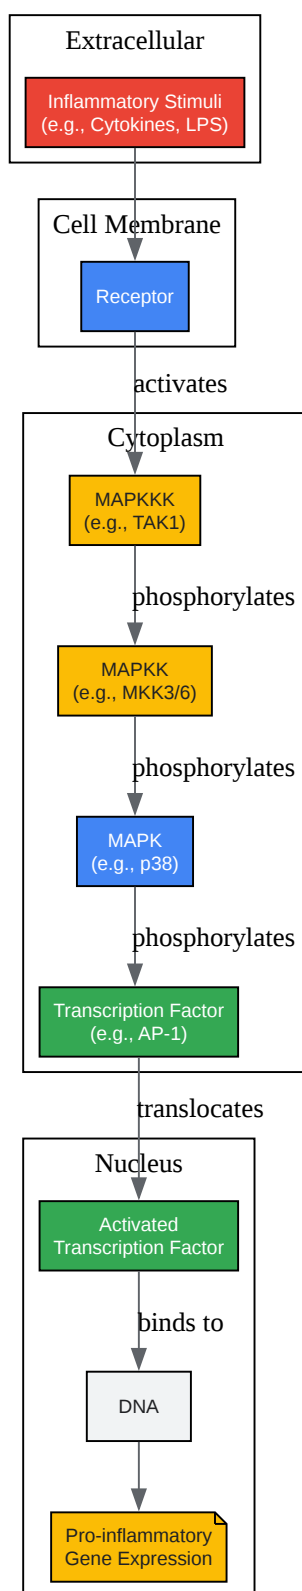 Extracellular
Inflammatory Stimuli
(e.g., Cytokines, LPS)
Cell Membrane
Receptor
activates
Cytoplasm
MAPKKK
(e.g., TAK1)
phosphorylates
MAPKK
(e.g., MKK3/6)
phosphorylates
MAPK
(e.g., p38)
phosphorylates
Transcription Factor
(e.g., AP-1)
translocates
Nucleus
Activated
Transcription Factor
binds to
DNA
Pro-inflammatory
Gene Expression